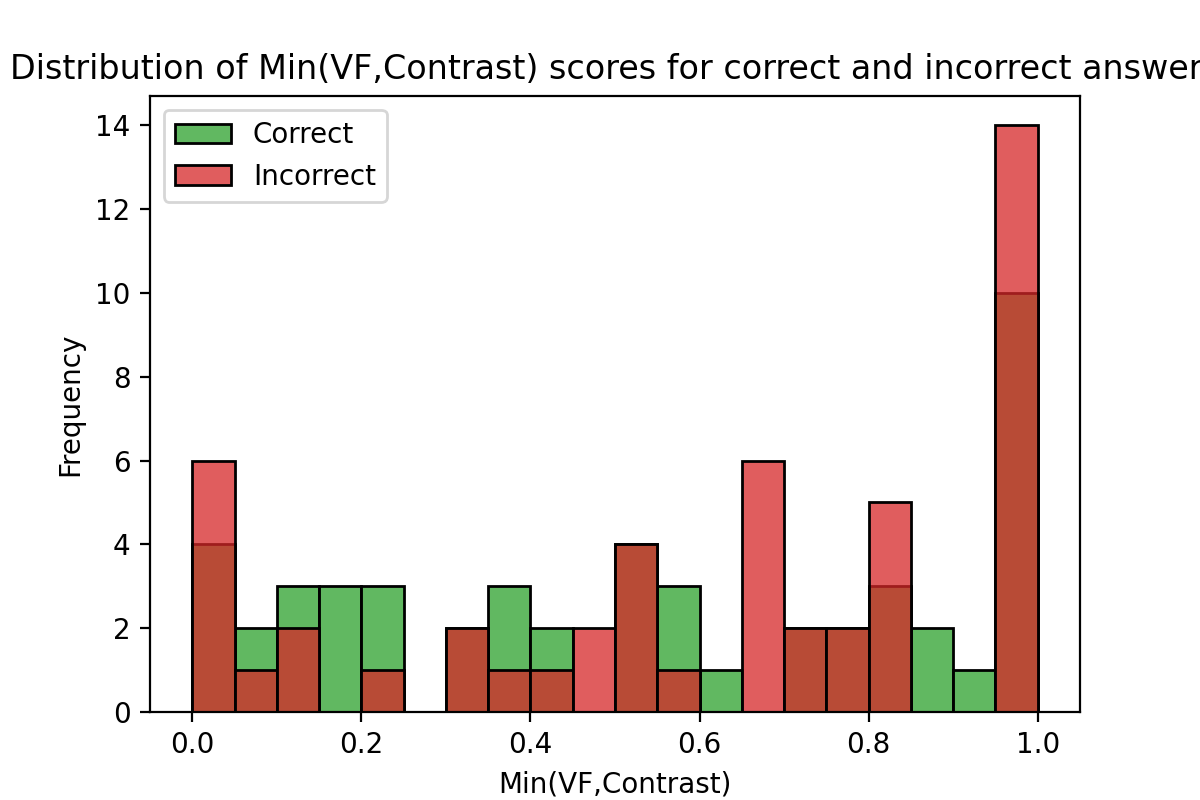 Distribution of Min(VF,Contrast) scores for correct and incorrect answer
Correct
Incorrect
14
12
10
8
6
4
2
0
Frequency
0.0 0.2 0.4 0.6 0.8 1.0
Min(VF,Contrast)